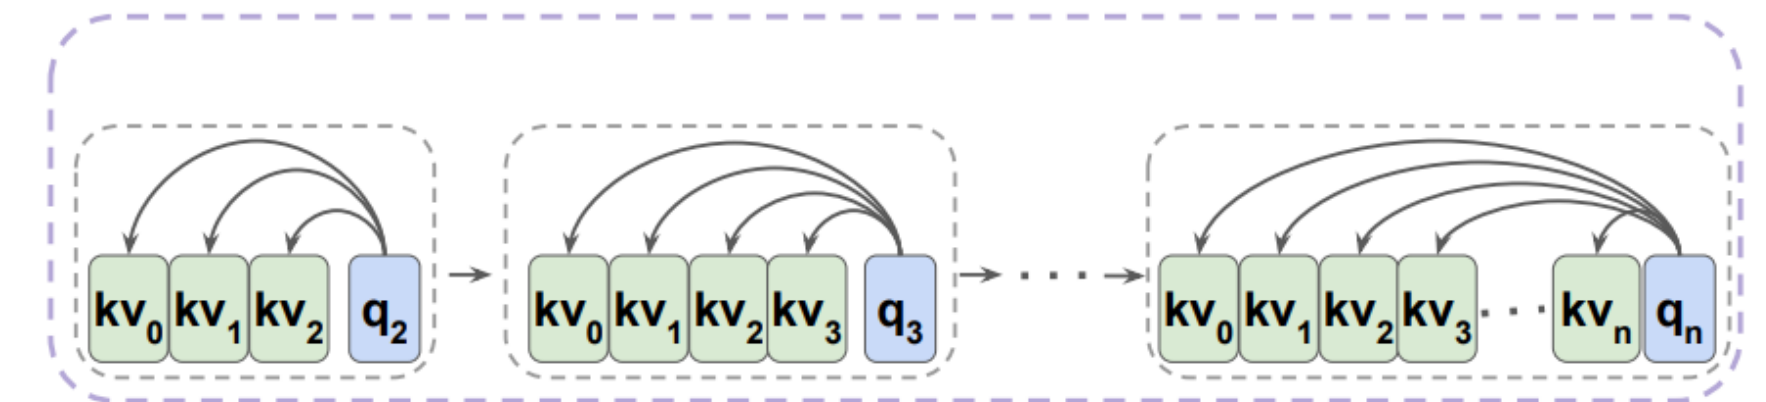 kv0 kv1 kv2 q2 kv0 kv1 kv2 kv3 q3 . . . . kv0 kv1 kv2 kv3 . . . kvn qn